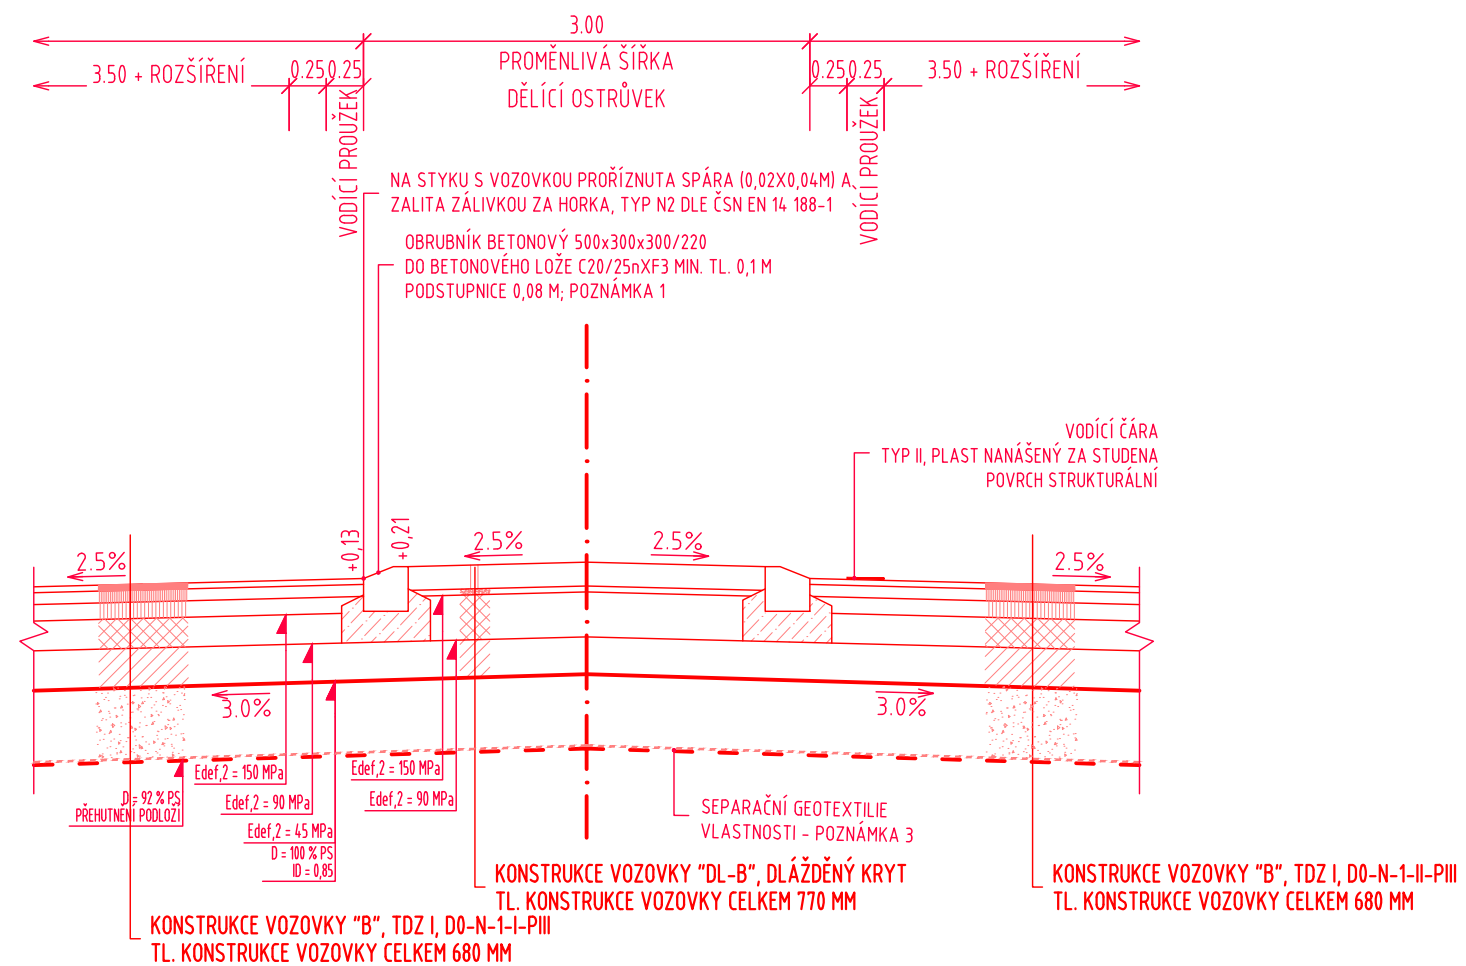 3.00
PROMĚNLIVÁ ŠÍŘKA
DĚLÍCÍ OSTRŮVEK
3.50 + ROZŠÍŘENÍ
0.25
0.25
0.25
0.25
3.50 + ROZŠÍŘENÍ
VODÍCÍ PROUŽEK
VODÍCÍ PROUŽEK
NA STYKU S VOZOVKOU PROŘÍZNUTA SPÁRA (0,02X0,04M) A
ZALITA ZÁLIVKOU ZA HORKA, TYP N2 DLE ČSN EN 14 188-1
OBRUBNÍK BETONOVÝ 500x300x300/220
DO BETONOVÉHO LOŽE C20/25nXF3 MIN. TL. 0,1 M
PODSTUPNICE 0,08 M; POZNÁMKA 1
VODÍCÍ ČÁRA
TYP II, PLAST NANÁŠENÝ ZA STUDENA
POVRCH STRUKTURÁLNÍ
+0,13
+0,21
2.5%
2.5%
2.5%
2.5%
3.0%
3.0%
Edef,2 = 150 MPa
Edef,2 = 150 MPa
D = 92 % PS
PŘEHUTNĚNÍ PODLOŽÍ
Edef,2 = 90 MPa
Edef,2 = 90 MPa
Edef,2 = 45 MPa
D = 100 % PS
ID = 0,85
SEPARAČNÍ GEOTEXTILIE
VLASTNOSTI - POZNÁMKA 3
KONSTRUKCE VOZOVKY "DL-B", DLÁŽDĚNÝ KRYT
TL. KONSTRUKCE VOZOVKY CELKEM 770 MM
KONSTRUKCE VOZOVKY "B", TDZ I, D0-N-1-II-PIII
TL. KONSTRUKCE VOZOVKY CELKEM 680 MM
KONSTRUKCE VOZOVKY "B", TDZ I, D0-N-1-I-PIII
TL. KONSTRUKCE VOZOVKY CELKEM 680 MM